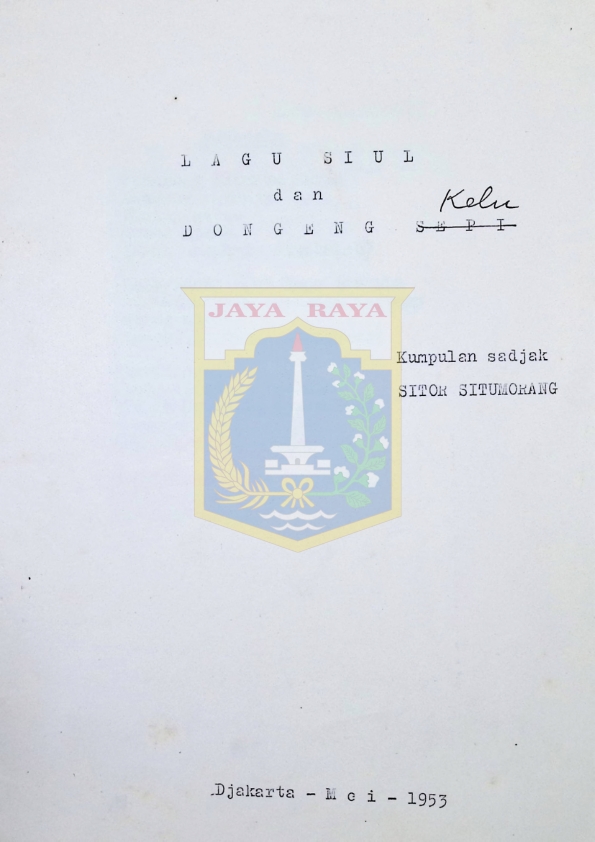 L A G U   S I U L
d a n
Kelu
D O N G E N G   S E P I
JAYA RAYA
Kumpulan sadjak
SITOR SITUMORANG
Djakarta - M e i - 1953